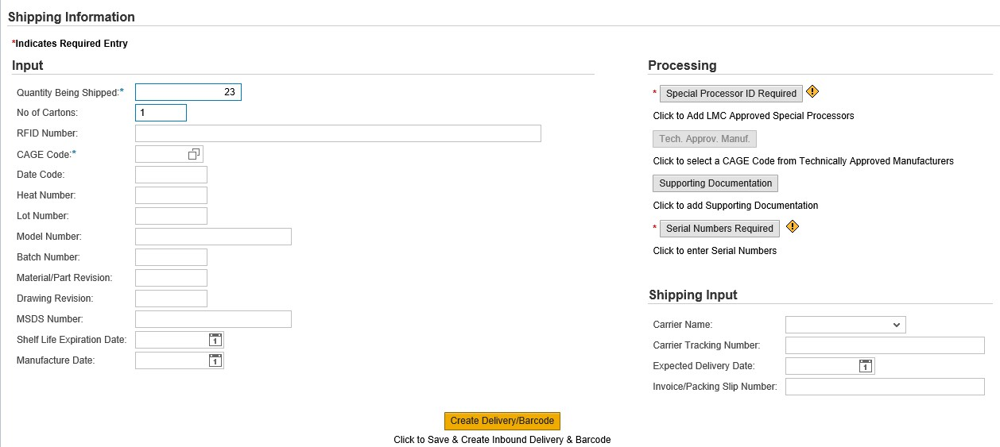 Shipping Information
*Indicates Required Entry
Input
Quantity Being Shipped:* 23
No of Cartons: 1
RFID Number:
CAGE Code:*
Date Code:
Heat Number:
Lot Number:
Model Number:
Batch Number:
Material/Part Revision:
Drawing Revision:
MSDS Number:
Shelf Life Expiration Date: 1
Manufacture Date: 1
Processing
* Special Processor ID Required !
Click to Add LMC Approved Special Processors
Tech. Approv. Manuf.
Click to select a CAGE Code from Technically Approved Manufacturers
Supporting Documentation
Click to add Supporting Documentation
* Serial Numbers Required !
Click to enter Serial Numbers
Shipping Input
Carrier Name:
Carrier Tracking Number:
Expected Delivery Date: 1
Invoice/Packing Slip Number:
Create Delivery/Barcode
Click to Save & Create Inbound Delivery & Barcode